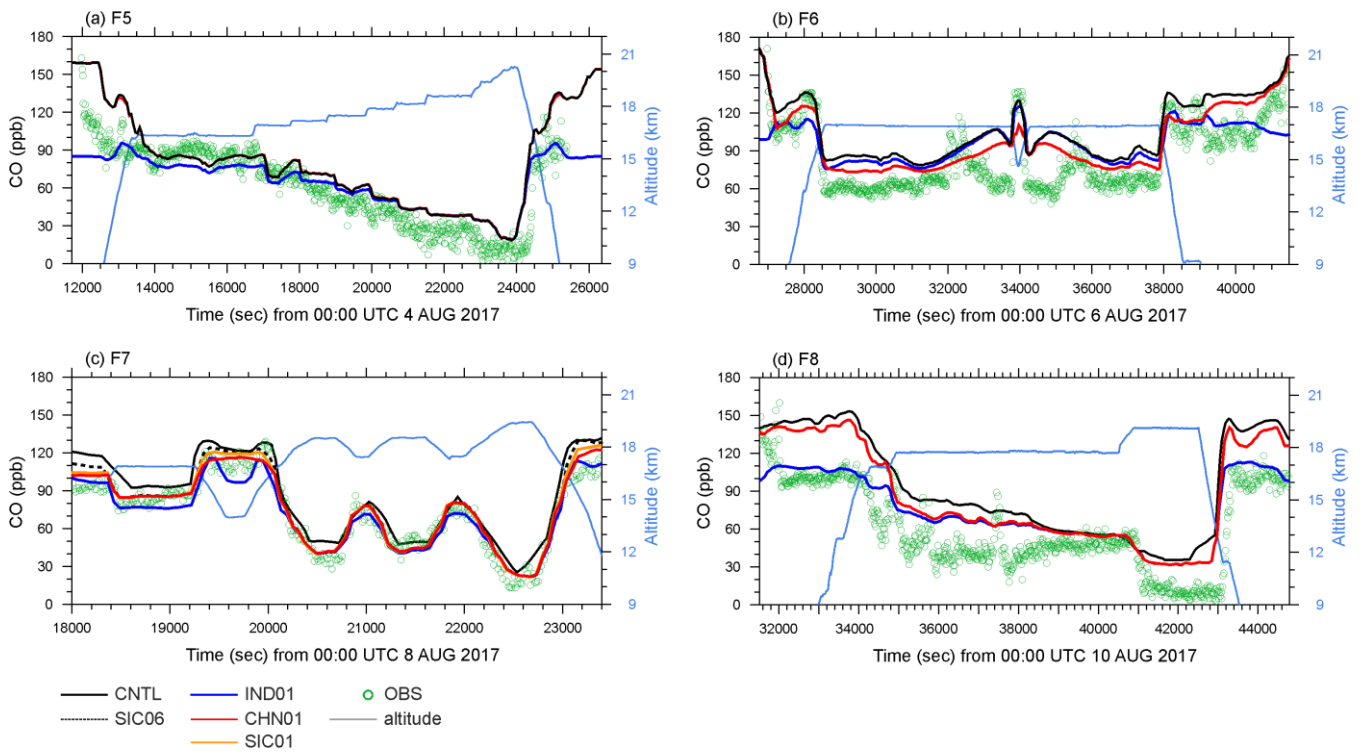 (a) F5
180
150
120
90
60
30
0
CO (ppb)
21
18
15
12
9
Altitude (km)
12000 14000 16000 18000 20000 22000 24000 26000
Time (sec) from 00:00 UTC 4 AUG 2017
(b) F6
180
150
120
90
60
30
0
CO (ppb)
21
18
15
12
9
Altitude (km)
28000 30000 32000 34000 36000 38000 40000
Time (sec) from 00:00 UTC 6 AUG 2017
(c) F7
180
150
120
90
60
30
0
CO (ppb)
21
18
15
12
9
Altitude (km)
18000 19000 20000 21000 22000 23000
Time (sec) from 00:00 UTC 8 AUG 2017
(d) F8
180
150
120
90
60
30
0
CO (ppb)
21
18
15
12
9
Altitude (km)
32000 34000 36000 38000 40000 42000 44000
Time (sec) from 00:00 UTC 10 AUG 2017
CNTL IND01 OBS
SIC06 CHN01 altitude
SIC01